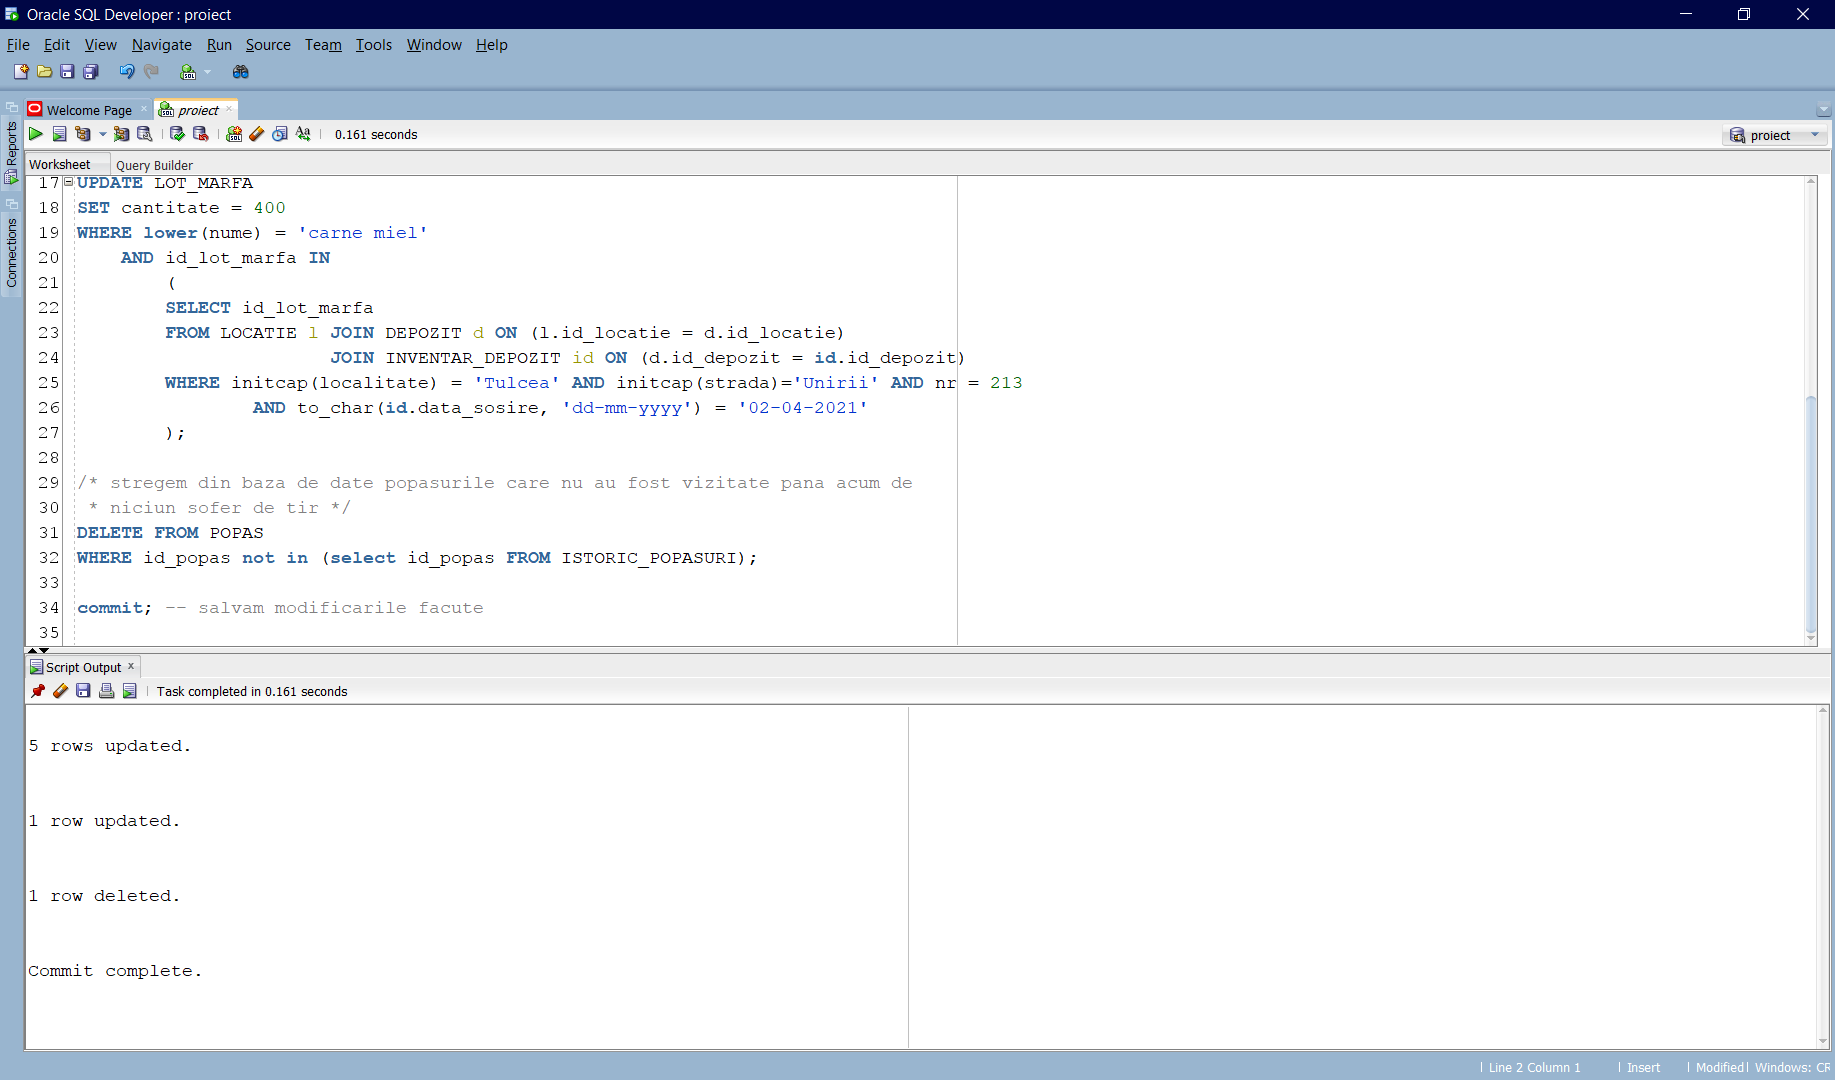 Oracle SQL Developer : proiect
File Edit View Navigate Run Source Team Tools Window Help
Reports
Connections
Welcome Page
proiect
0.161 seconds
proiect
Worksheet
Query Builder
17 UPDATE LOT_MARFA
18 SET cantitate = 400
19 WHERE lower(nume) = 'carne miel'
20 AND id_lot_marfa IN
21 (
22 SELECT id_lot_marfa
23 FROM LOCATIE l JOIN DEPOZIT d ON (l.id_locatie = d.id_locatie)
24 JOIN INVENTAR_DEPOZIT id ON (d.id_depozit = id.id_depozit)
25 WHERE initcap(localitate) = 'Tulcea' AND initcap(strada)='Unirii' AND nr = 213
26 AND to_char(id.data_sosire, 'dd-mm-yyyy') = '02-04-2021'
27 );
28
29 /* stregem din baza de date popasurile care nu au fost vizitate pana acum de
30 * niciun sofer de tir */
31 DELETE FROM POPAS
32 WHERE id_popas not in (select id_popas FROM ISTORIC_POPASURI);
33
34 commit; -- salvam modificarile facute
35
Script Output
Task completed in 0.161 seconds
5 rows updated.
1 row updated.
1 row deleted.
Commit complete.
Line 2 Column 1 | Insert | Modified | Windows: CR